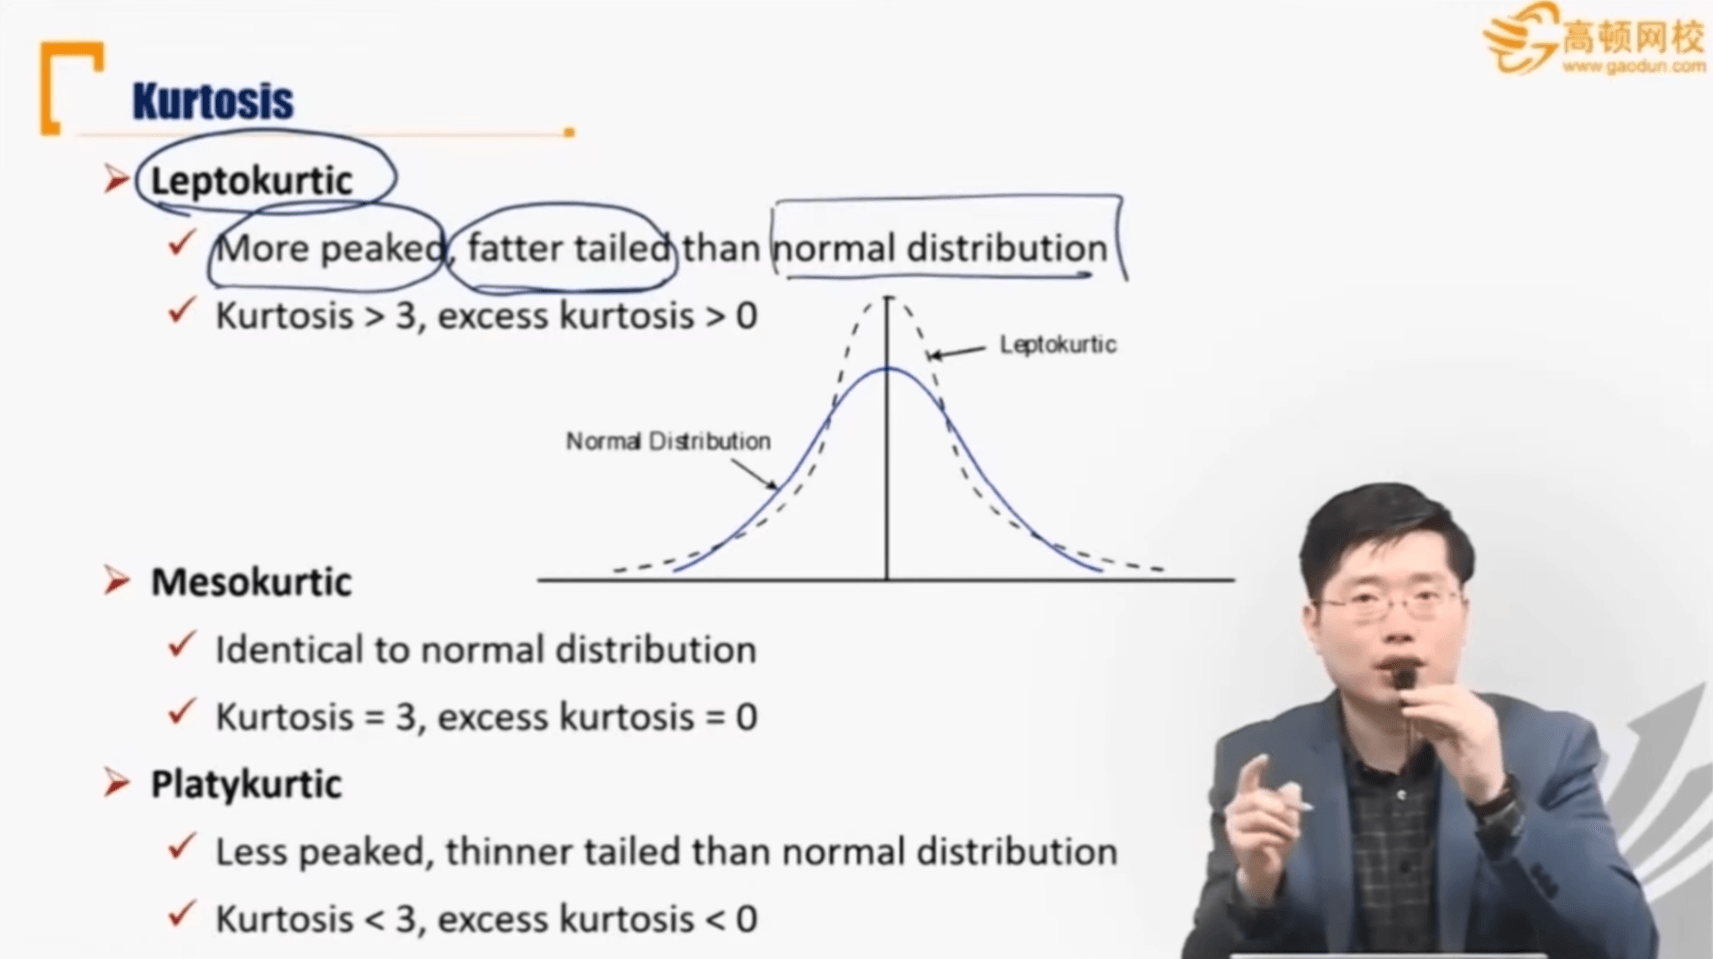 高顿网校
www.gaodun.com
Kurtosis
Leptokurtic
More peaked, fatter tailed than normal distribution
Kurtosis > 3, excess kurtosis > 0
Leptokurtic
Normal Distribution
Mesokurtic
Identical to normal distribution
Kurtosis = 3, excess kurtosis = 0
Platykurtic
Less peaked, thinner tailed than normal distribution
Kurtosis < 3, excess kurtosis < 0